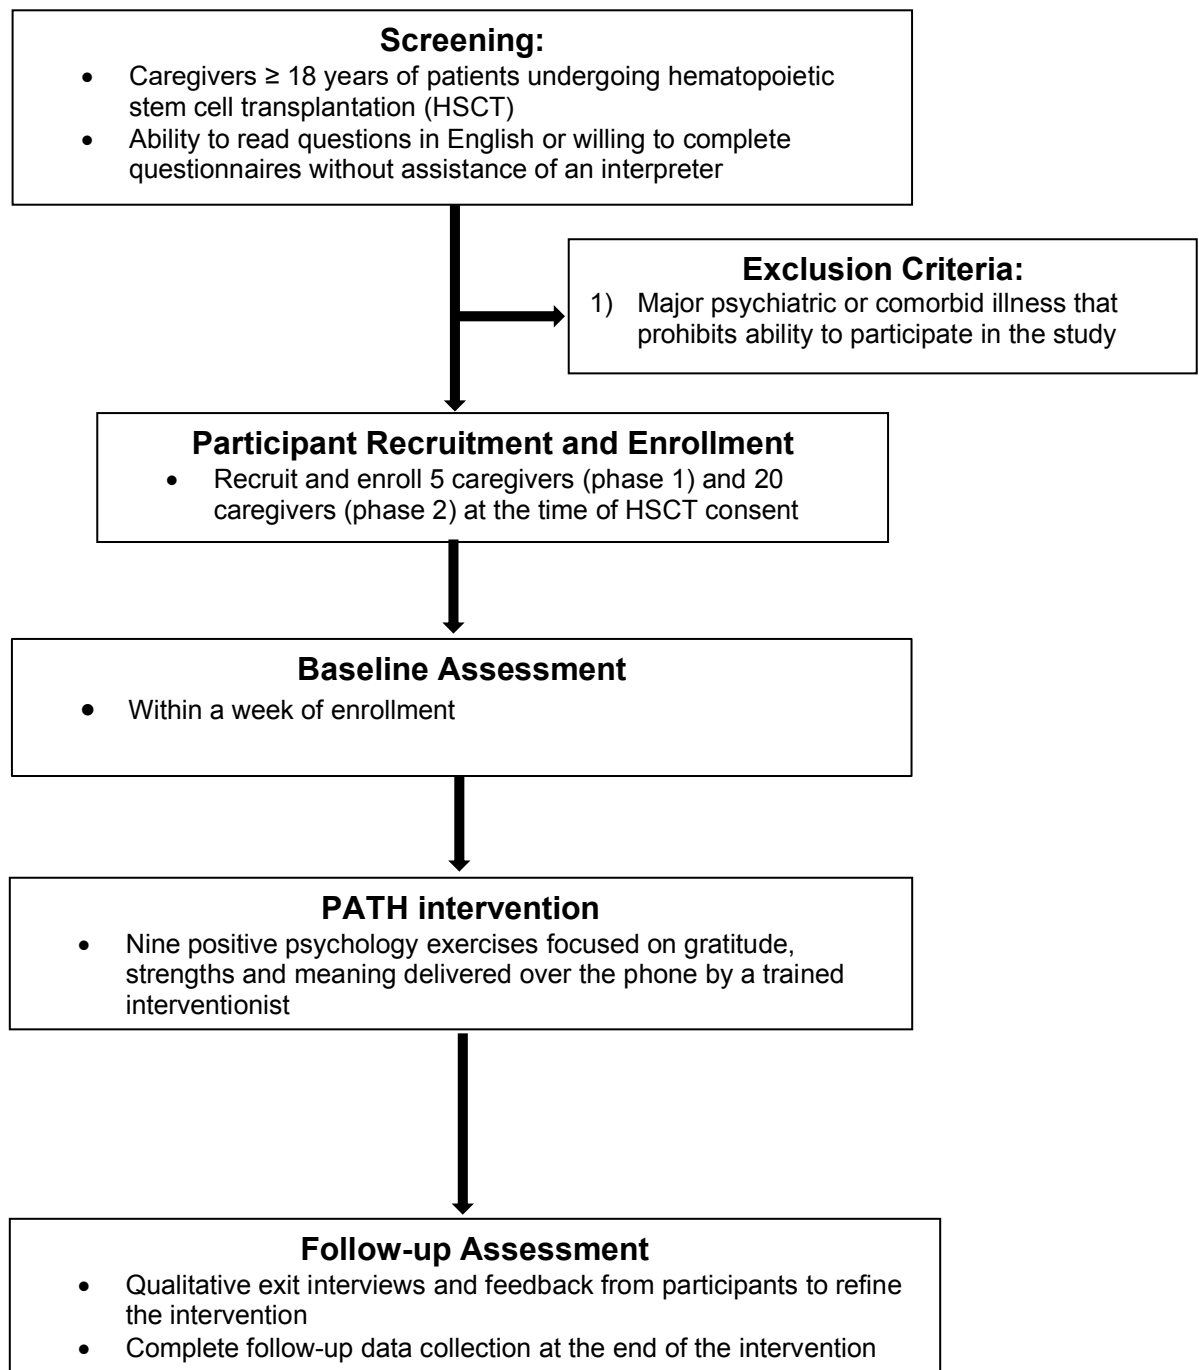 Screening:
• Caregivers ≥ 18 years of patients undergoing hematopoietic
stem cell transplantation (HSCT)
• Ability to read questions in English or willing to complete
questionnaires without assistance of an interpreter
Exclusion Criteria:
1) Major psychiatric or comorbid illness that
prohibits ability to participate in the study
Participant Recruitment and Enrollment
• Recruit and enroll 5 caregivers (phase 1) and 20
caregivers (phase 2) at the time of HSCT consent
Baseline Assessment
• Within a week of enrollment
PATH intervention
• Nine positive psychology exercises focused on gratitude,
strengths and meaning delivered over the phone by a trained
interventionist
Follow-up Assessment
• Qualitative exit interviews and feedback from participants to refine
the intervention
• Complete follow-up data collection at the end of the intervention